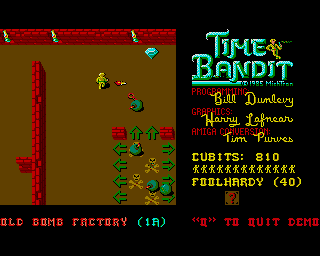 TIME
BANDIT
©1985 MichTron
PROGRAMMING:
Bill Dunlevy
GRAPHICS:
Harry Lafnear
AMIGA CONVERSION:
Tim Purves
CUBITS: 810
FOOLHARDY (40)
OLD BOMB FACTORY (1A)
"Q" TO QUIT DEMO